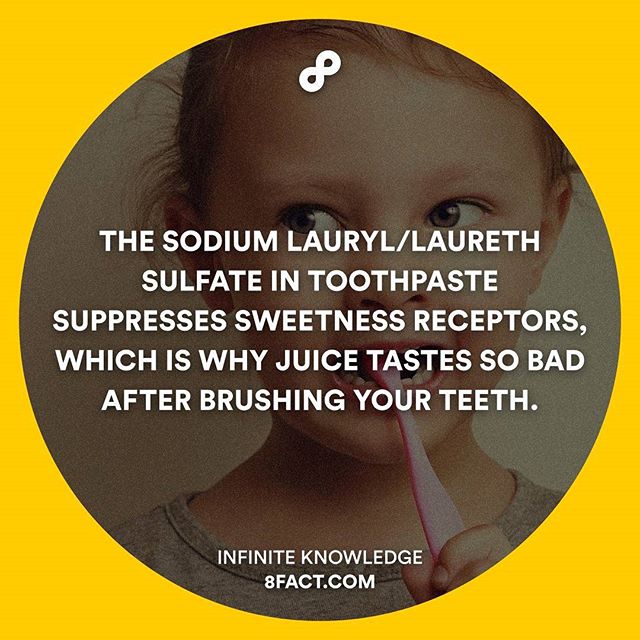 THE SODIUM LAURYL/LAURETH
SULFATE IN TOOTHPASTE
SUPPRESSES SWEETNESS RECEPTORS,
WHICH IS WHY JUICE TASTES SO BAD
AFTER BRUSHING YOUR TEETH.
INFINITE KNOWLEDGE
8FACT.COM